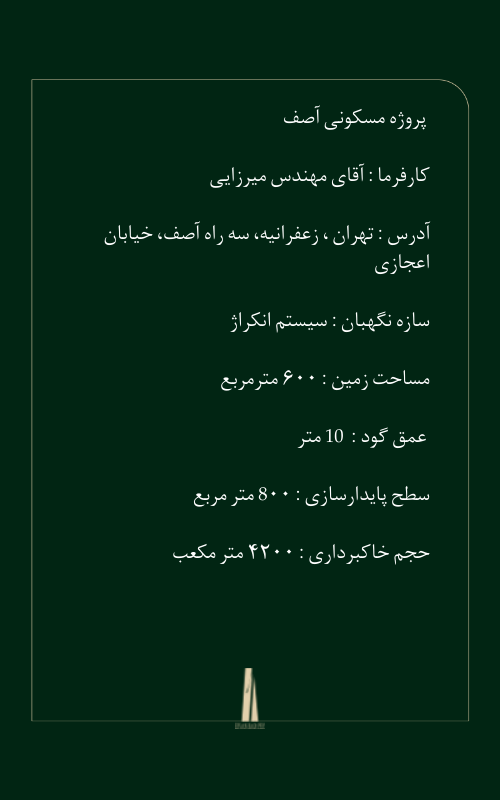 پروژه مسکونی آصف
کارفرما : آقای مهندس میرزایی
آدرس : تهران ، زعفرانیه، سه راه آصف، خیابان
اعجازی
سازه نگهبان : سیستم انکراژ
مساحت زمین : ۶۰۰ مترمربع
عمق گود : 10 متر
سطح پایدارسازی : 8۰۰ متر مربع
حجم خاکبرداری : ۴۲۰۰ متر مکعب